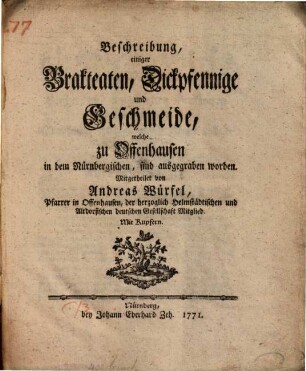 Beschreibung,
einiger
Brakteaten, Dickpfennige
und
Geschmeide,
welche
zu Offenhausen
in dem Nürnbergischen, sind ausgegraben worden.
Mitgetheilet von
Andreas Würfel,
Pfarrer in Offenhausen, der herzoglich Helmstädtischen und
Altdorfischen deutschen Gesellschaft Mitglied.
Mit Kupfern.
Nürnberg,
bey Johann Eberhard Zeh. 1771.